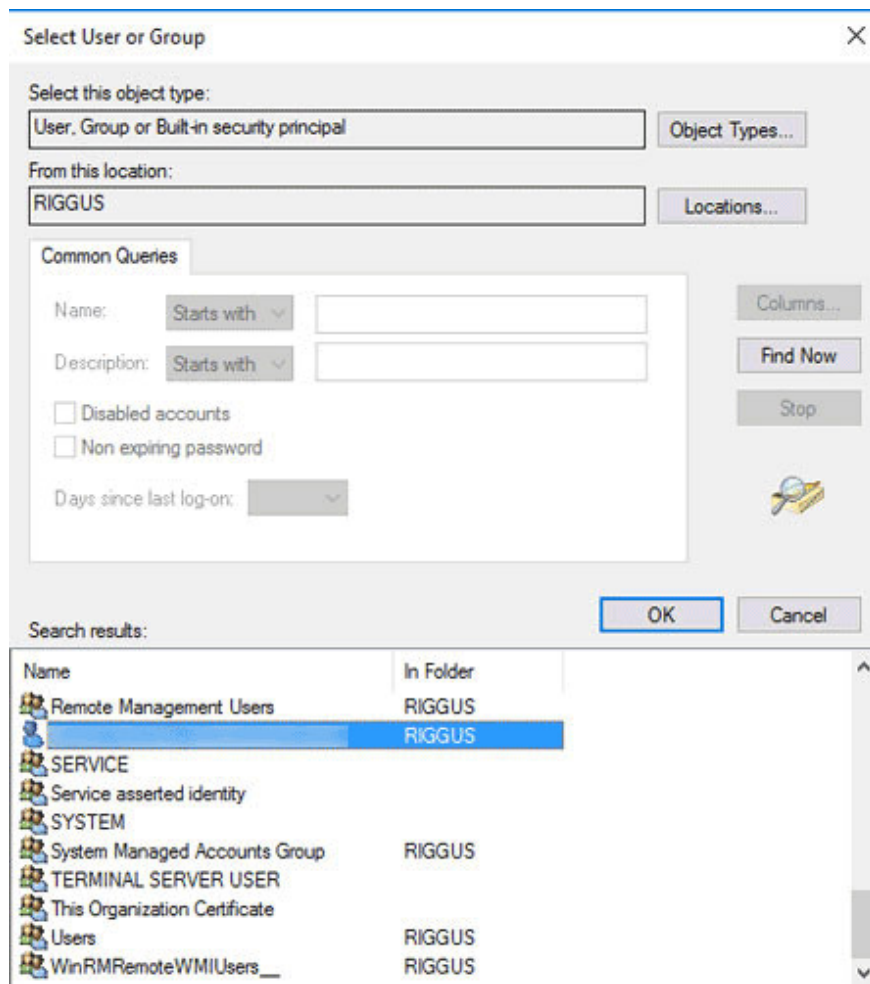 Select User or Group
Select this object type:
User, Group or Built-in security principal
Object Types...
From this location:
RIGGUS
Locations...
Common Queries
Name: Starts with
Columns...
Description: Starts with
Find Now
Disabled accounts
Stop
Non expiring password
Days since last log-on:
OK Cancel
Search results:
Name In Folder
Remote Management Users RIGGUS
RIGGUS
SERVICE
Service asserted identity
SYSTEM
System Managed Accounts Group RIGGUS
TERMINAL SERVER USER
This Organization Certificate
Users RIGGUS
WinRMRemoteWMIUsers__ RIGGUS